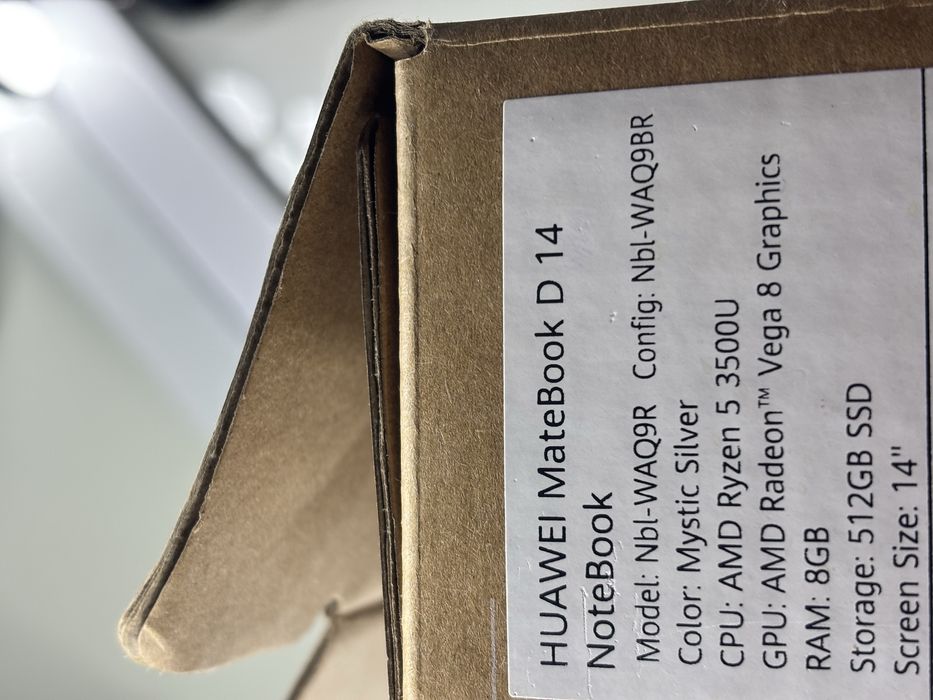 HUAWEI MateBook D 14
NoteBook
Model: Nbl-WAQ9R Config: Nbl-WAQ9BR
Color: Mystic Silver
CPU: AMD Ryzen 5 3500U
GPU: AMD Radeon™ Vega 8 Graphics
RAM: 8GB
Storage: 512GB SSD
Screen Size: 14"